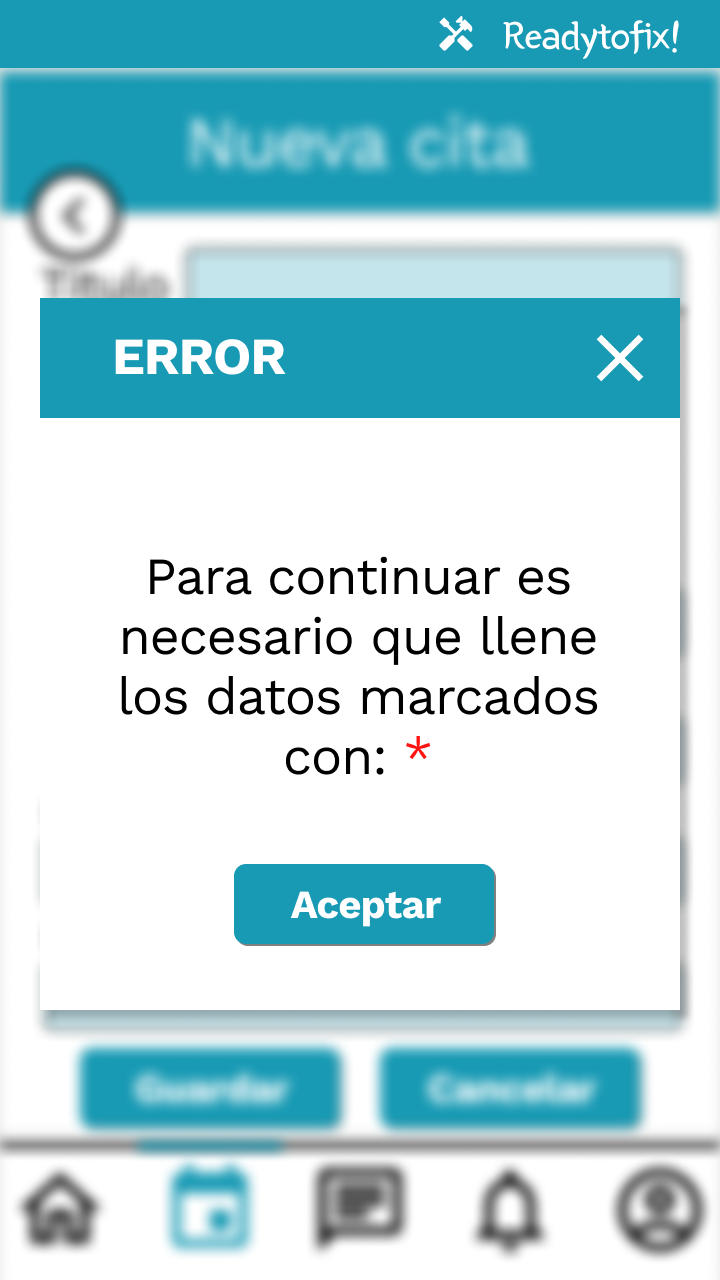 Readytofix!
Nueva cita
Título
ERROR
Para continuar es
necesario que llene
los datos marcados
con: *
Aceptar
Guardar Cancelar